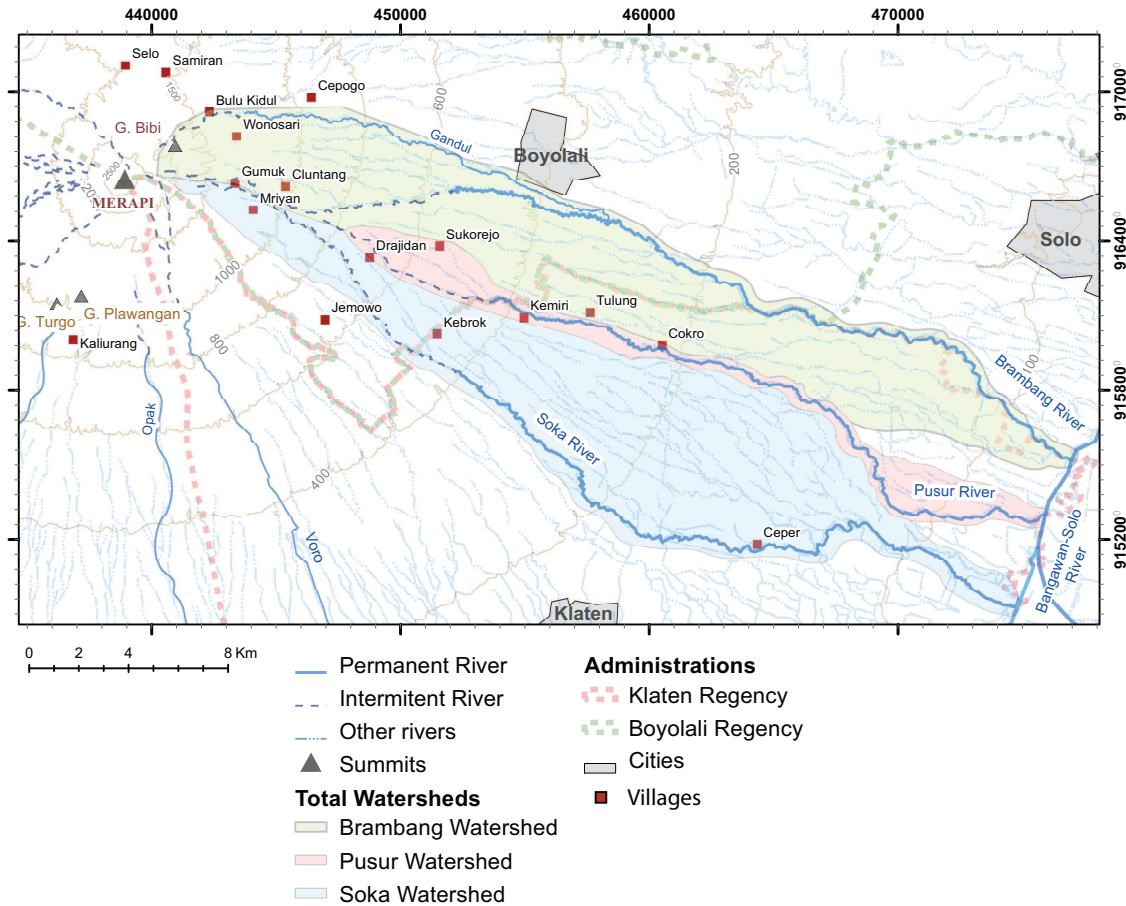 440000
450000
460000
470000
Selo
Samiran
Cepogo
1500
600
9170000
Bulu Kidul
G. Bibi
Wonosari
Gandul
Boyolali
200
2500
MERAPI
Gumuk
Cluntang
Mriyan
Solo
9164400
Sukorejo
Drajidan
1000
G. Plawangan
G. Turgo
Kaliurang
Jemowo
Kemiri
Tulung
Kebrok
Cokro
800
100
Brambang River
9158800
Opak
Soka River
400
Pusur River
Voro
Ceper
Bangawan-Solo
River
9153200
Klaten
0 2 4 8 Km
Permanent River
Intermitent River
Other rivers
Summits
Total Watersheds
Brambang Watershed
Pusur Watershed
Soka Watershed
Administrations
Klaten Regency
Boyolali Regency
Cities
Villages